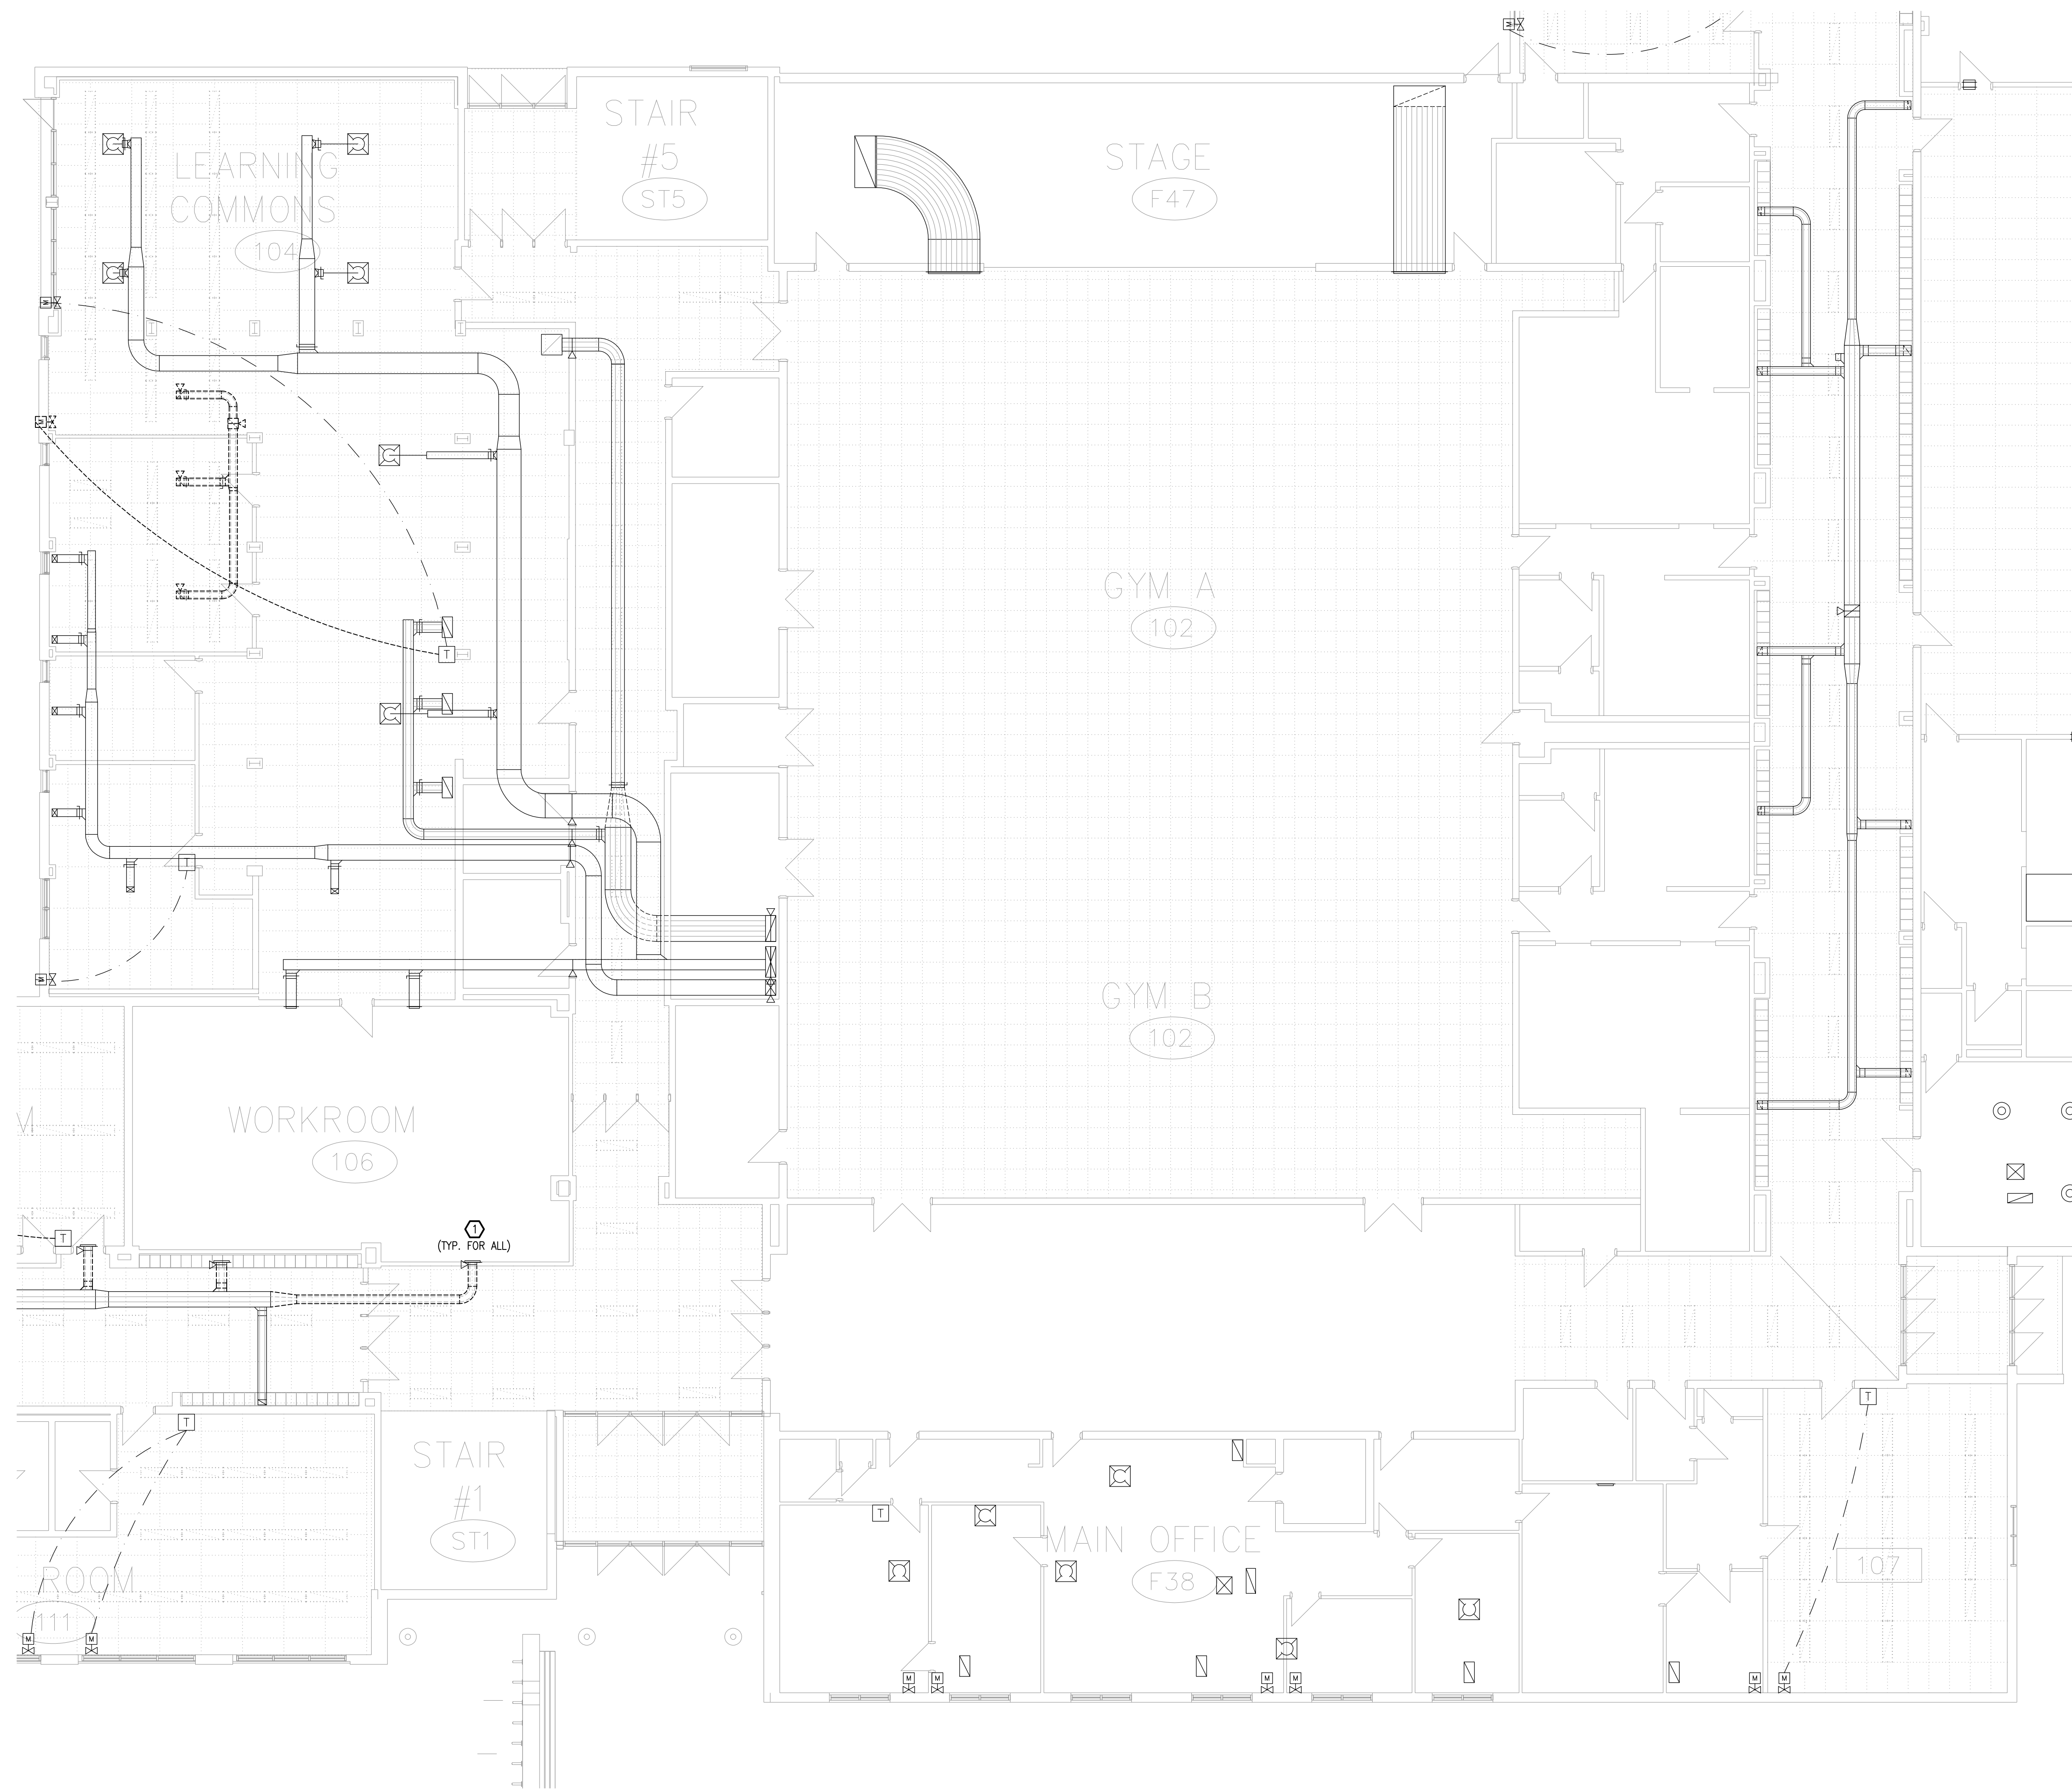 M
LEARNING
COMMONS
104
STAIR
#5
ST5
STAGE
F47
M
M
T
GYM A
102
T
M
GYM B
102
M
WORKROOM
106
1
(TYP. FOR ALL)
T
T
STAIR
#1
ST1
ROOM
111
M
M
T
T
MAIN OFFICE
F38
107
M
M
M
M
M
M